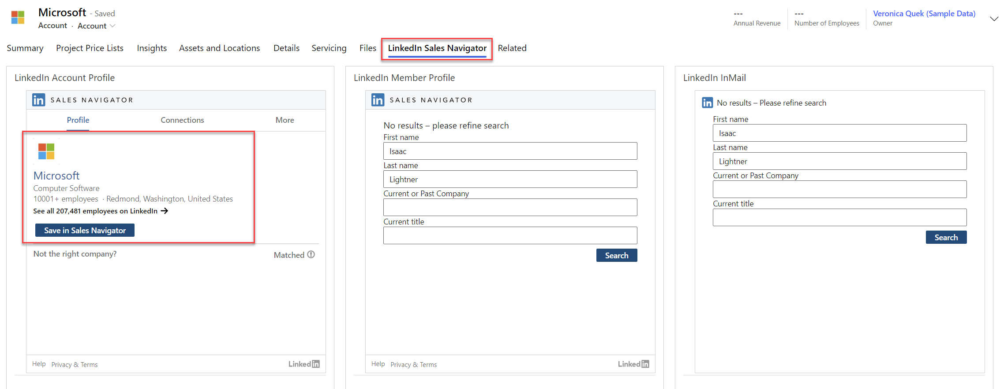 Microsoft - Saved
Account · Account
---
Annual Revenue
---
Number of Employees
Veronica Quek (Sample Data)
Owner
Summary Project Price Lists Insights Assets and Locations Details Servicing Files LinkedIn Sales Navigator Related
LinkedIn Account Profile
in SALES NAVIGATOR
Profile Connections More
Microsoft
Computer Software
10001+ employees · Redmond, Washington, United States
See all 207,481 employees on LinkedIn →
Save in Sales Navigator
Not the right company? Matched
Help Privacy & Terms LinkedIn
LinkedIn Member Profile
in SALES NAVIGATOR
No results – please refine search
First name
Isaac
Last name
Lightner
Current or Past Company
Current title
Search
Help Privacy & Terms LinkedIn
LinkedIn InMail
in No results – Please refine search
First name
Isaac
Last name
Lightner
Current or Past Company
Current title
Search